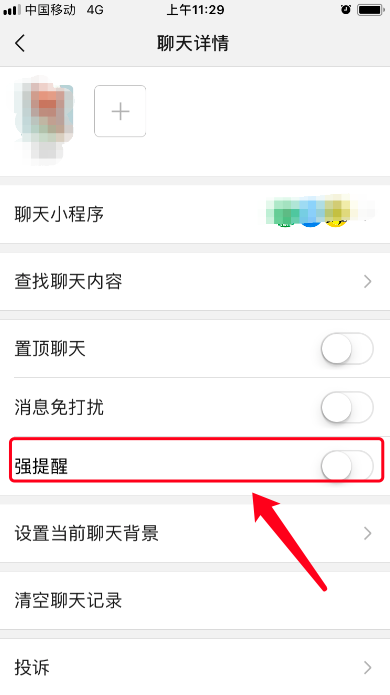 中国移动 4G 上午11:29
聊天详情
聊天小程序
查找聊天内容
置顶聊天
消息免打扰
强提醒
设置当前聊天背景
清空聊天记录
投诉